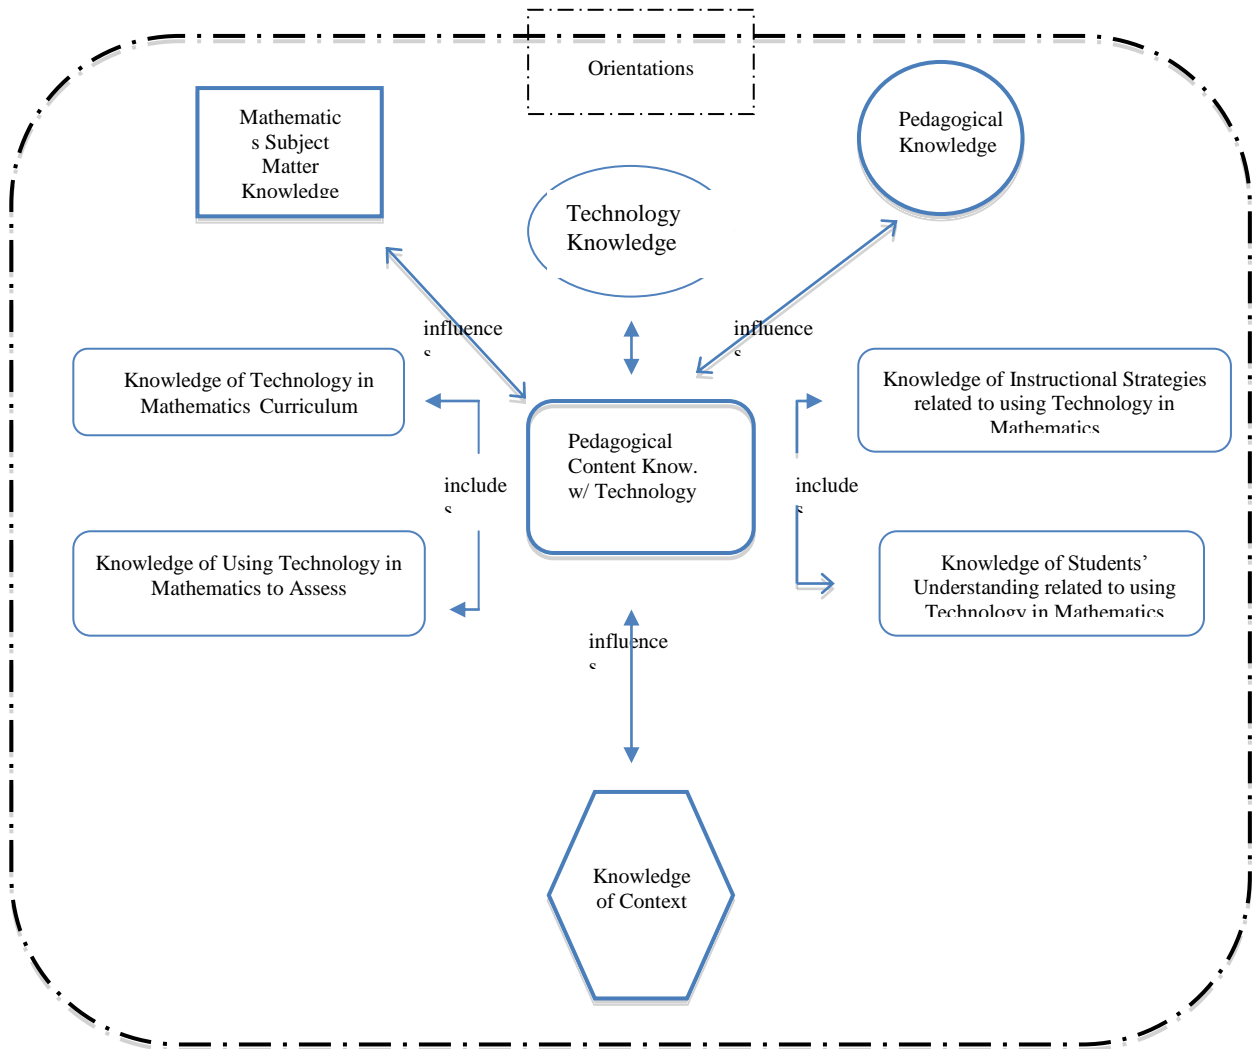 Orientations
Mathematic
s Subject
Matter
Knowledge
Pedagogical
Knowledge
Technology
Knowledge
influence
s
influence
s
Knowledge of Technology in
Mathematics Curriculum
Knowledge of Instructional Strategies
related to using Technology in
Mathematics
Pedagogical
Content Know.
w/ Technology
include
s
include
s
Knowledge of Using Technology in
Mathematics to Assess
Knowledge of Students’
Understanding related to using
Technology in Mathematics
influence
s
Knowledge
of Context